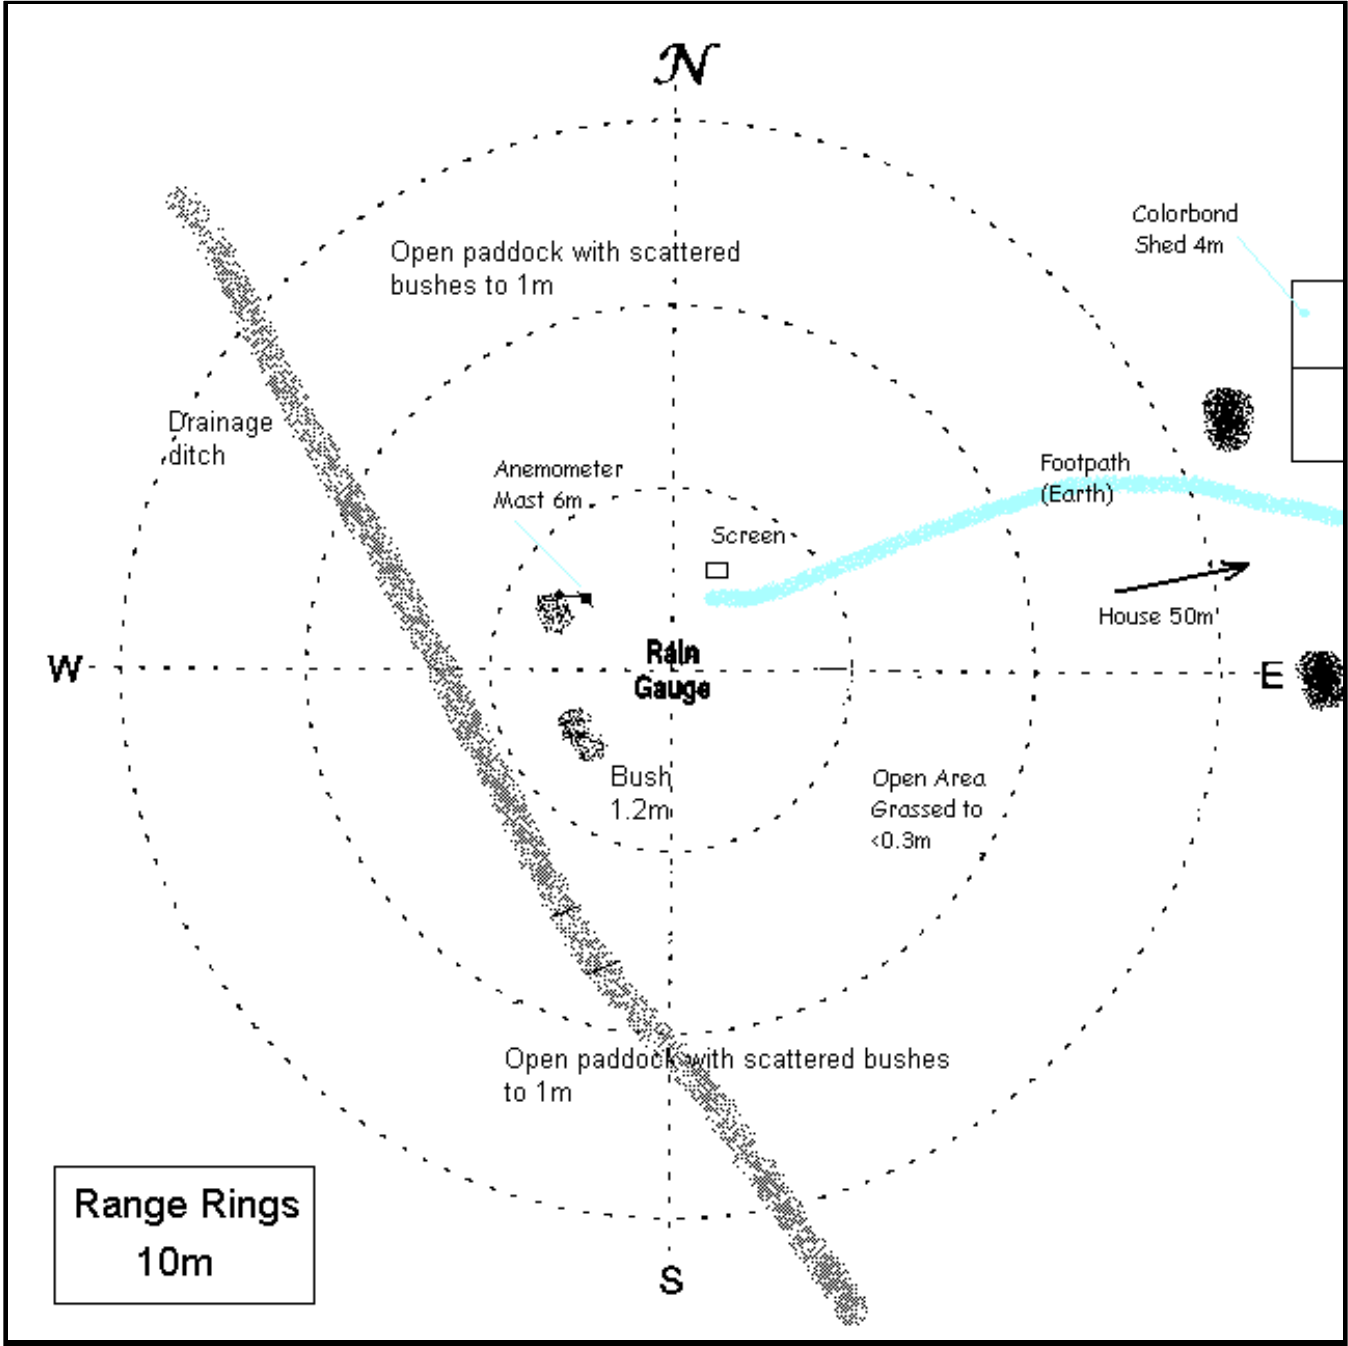 N
Colorbond
Shed 4m
Open paddock with scattered
bushes to 1m
Drainage
ditch
Anemometer
Mast 6m
Footpath
(Earth)
Screen
House 50m
W
Rain
Gauge
E
Bush
1.2m
Open Area
Grassed to
<0.3m
Open paddock with scattered bushes
to 1m
Range Rings
10m
S